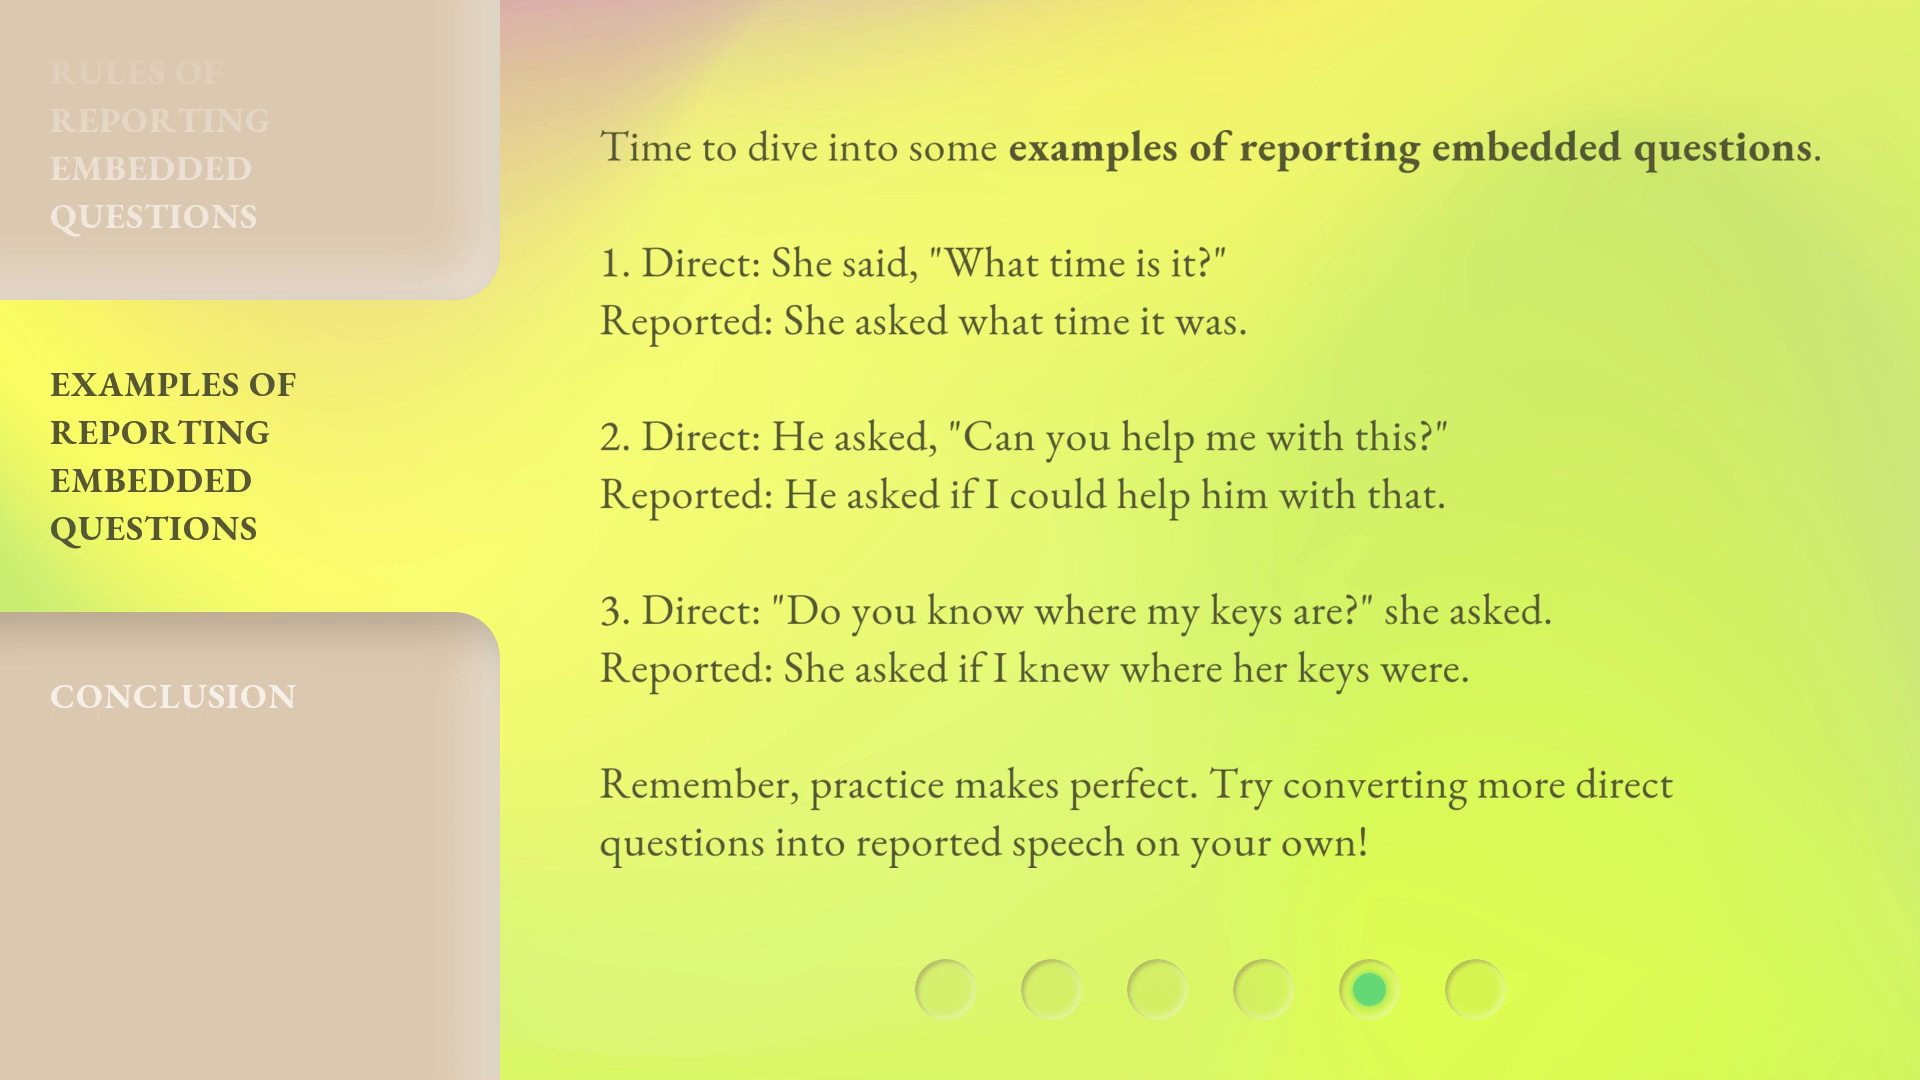 RULES OF
REPORTING
EMBEDDED
QUESTIONS
EXAMPLES OF
REPORTING
EMBEDDED
QUESTIONS
CONCLUSION
Time to dive into some examples of reporting embedded questions.
1. Direct: She said, "What time is it?"
Reported: She asked what time it was.
2. Direct: He asked, "Can you help me with this?"
Reported: He asked if I could help him with that.
3. Direct: "Do you know where my keys are?" she asked.
Reported: She asked if I knew where her keys were.
Remember, practice makes perfect. Try converting more direct
questions into reported speech on your own!